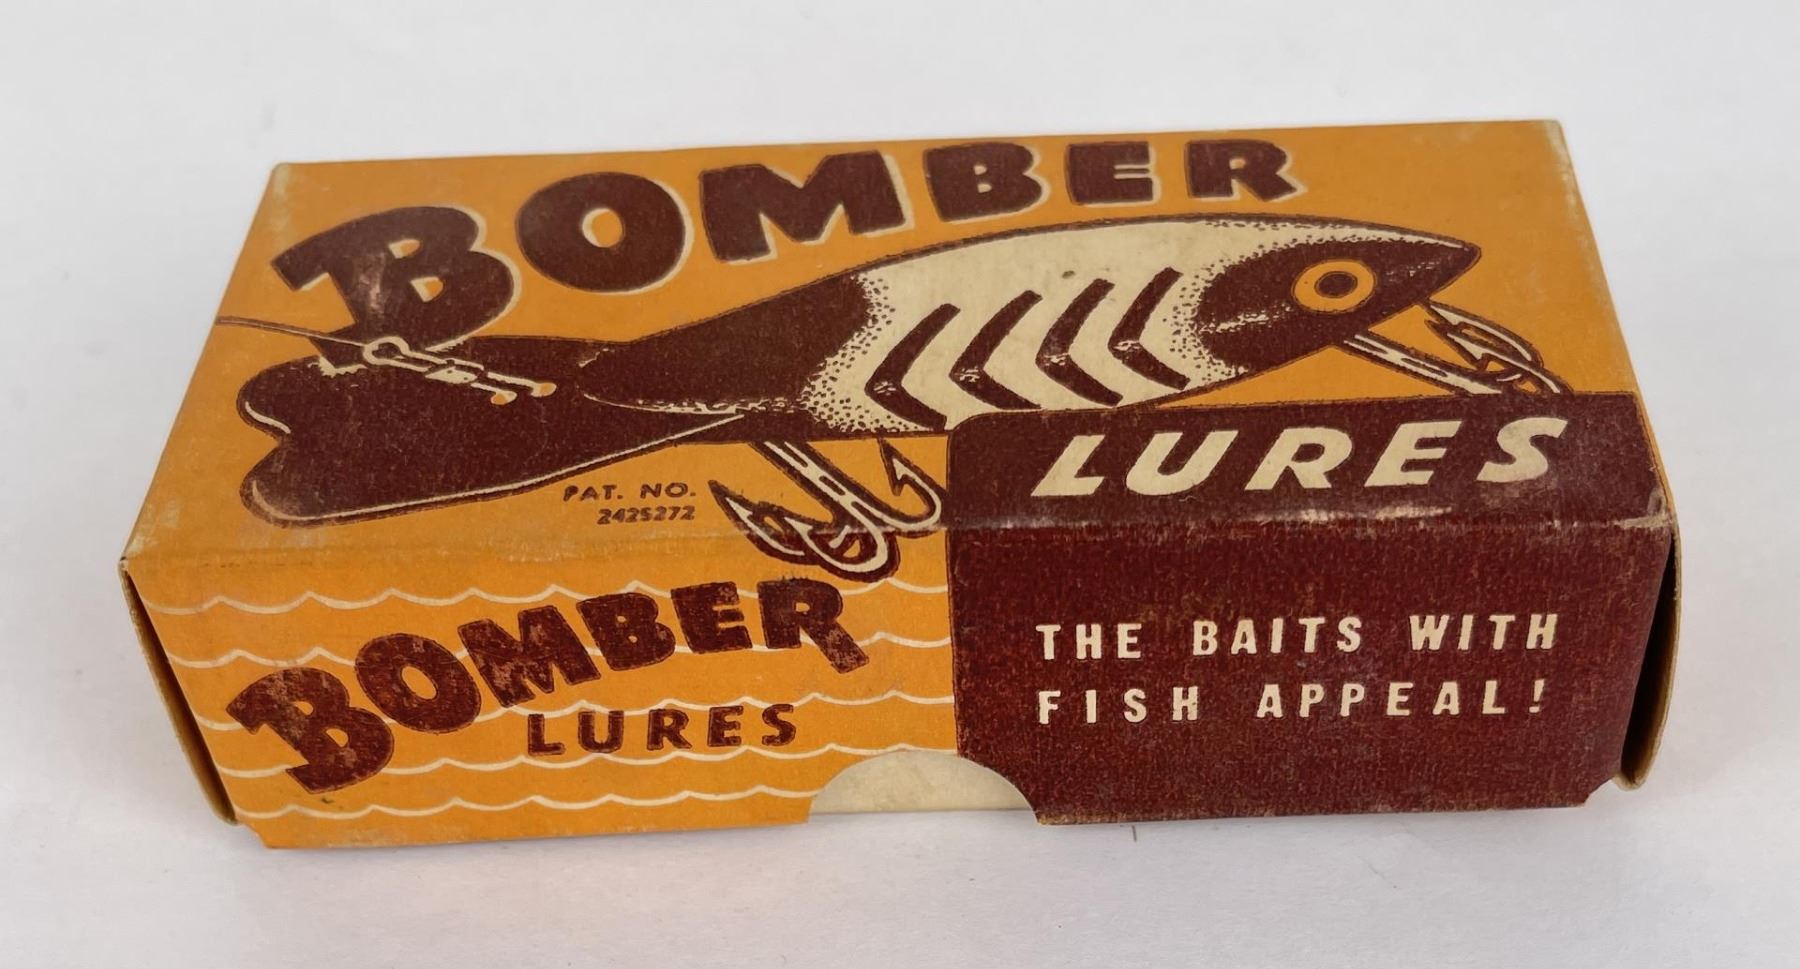 BOMBER
LURES
PAT. NO.
2425272
BOMBER
LURES
THE BAITS WITH
FISH APPEAL!